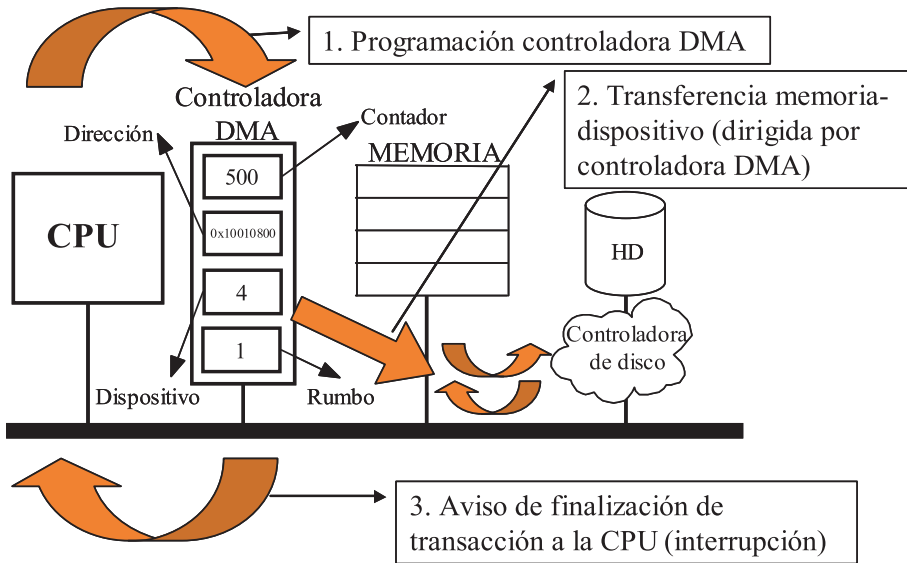 1. Programación controladora DMA
Controladora
DMA
Dirección
Contador
2. Transferencia memoria-
dispositivo (dirigida por
controladora DMA)
MEMORIA
500
0x10010800
4
1
CPU
HD
Controladora
de disco
Dispositivo
Rumbo
3. Aviso de finalización de
transacción a la CPU (interrupción)